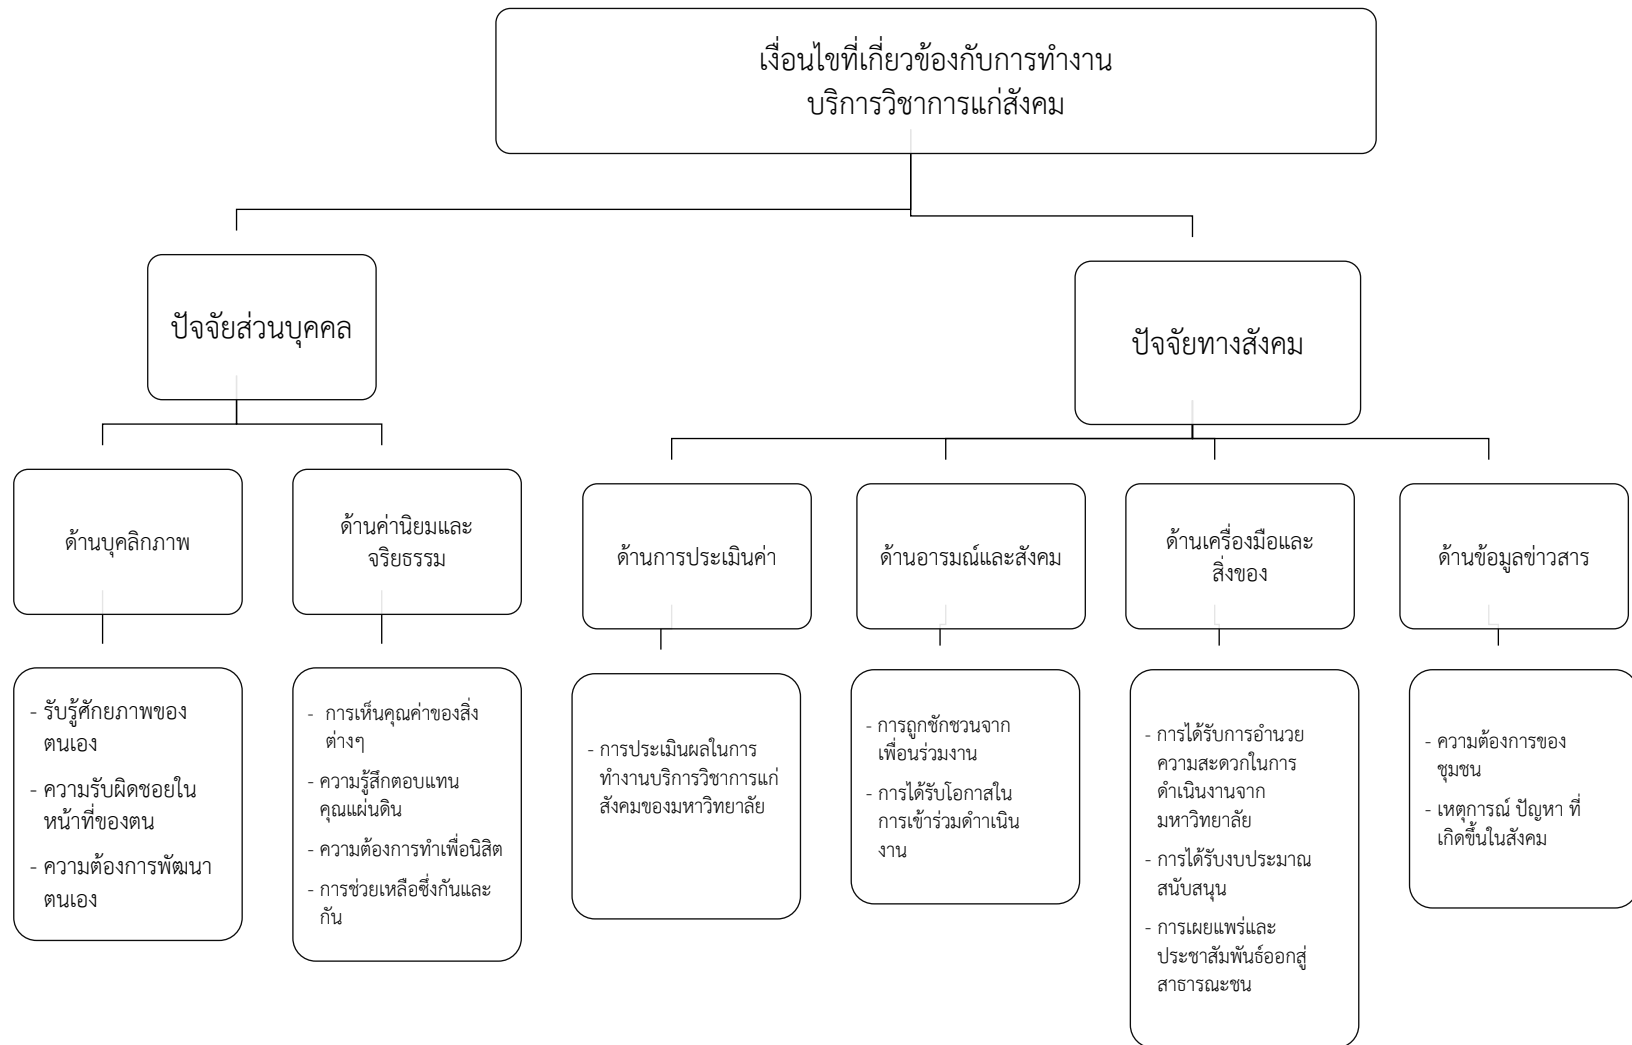 เงื่อนไขที่เกี่ยวข้องกับการทำงาน
บริการวิชาการแก่สังคม
ปัจจัยส่วนบุคคล
ปัจจัยทางสังคม
ด้านบุคลิกภาพ
ด้านค่านิยมและ
จริยธรรม
ด้านการประเมินค่า
ด้านอารมณ์และสังคม
ด้านเครื่องมือและ
สิ่งของ
ด้านข้อมูลข่าวสาร
- รับรู้ศักยภาพของ
ตนเอง
- ความรับผิดชอยใน
หน้าที่ของตน
- ความต้องการพัฒนา
ตนเอง
- การเห็นคุณค่าของสิ่ง
ต่างๆ
- ความรู้สึกตอบแทน
คุณแผ่นดิน
- ความต้องการทำเพื่อนิสิต
- การช่วยเหลือซึ่งกันและ
กัน
- การประเมินผลในการ
ทำงานบริการวิชาการแก่
สังคมของมหาวิทยาลัย
- การถูกชักชวนจาก
เพื่อนร่วมงาน
- การได้รับโอกาสใน
การเข้าร่วมดำาเนิน
งาน
- การได้รับการอำนวย
ความสะดวกในการ
ดำเนินงานจาก
มหาวิทยาลัย
- การได้รับงบประมาณ
สนับสนุน
- การเผยแพร่และ
ประชาสัมพันธ์ออกสู่
สาธารณะชน
- ความต้องการของ
ชุมชน
- เหตุการณ์ ปัญหา ที่
เกิดขึ้นในสังคม